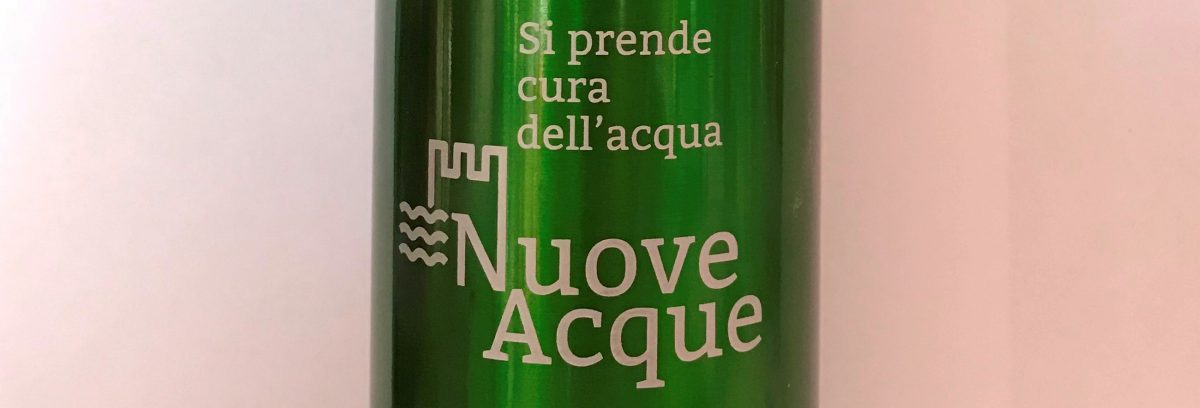 Si prende
cura
dell’acqua
Nuove
Acque